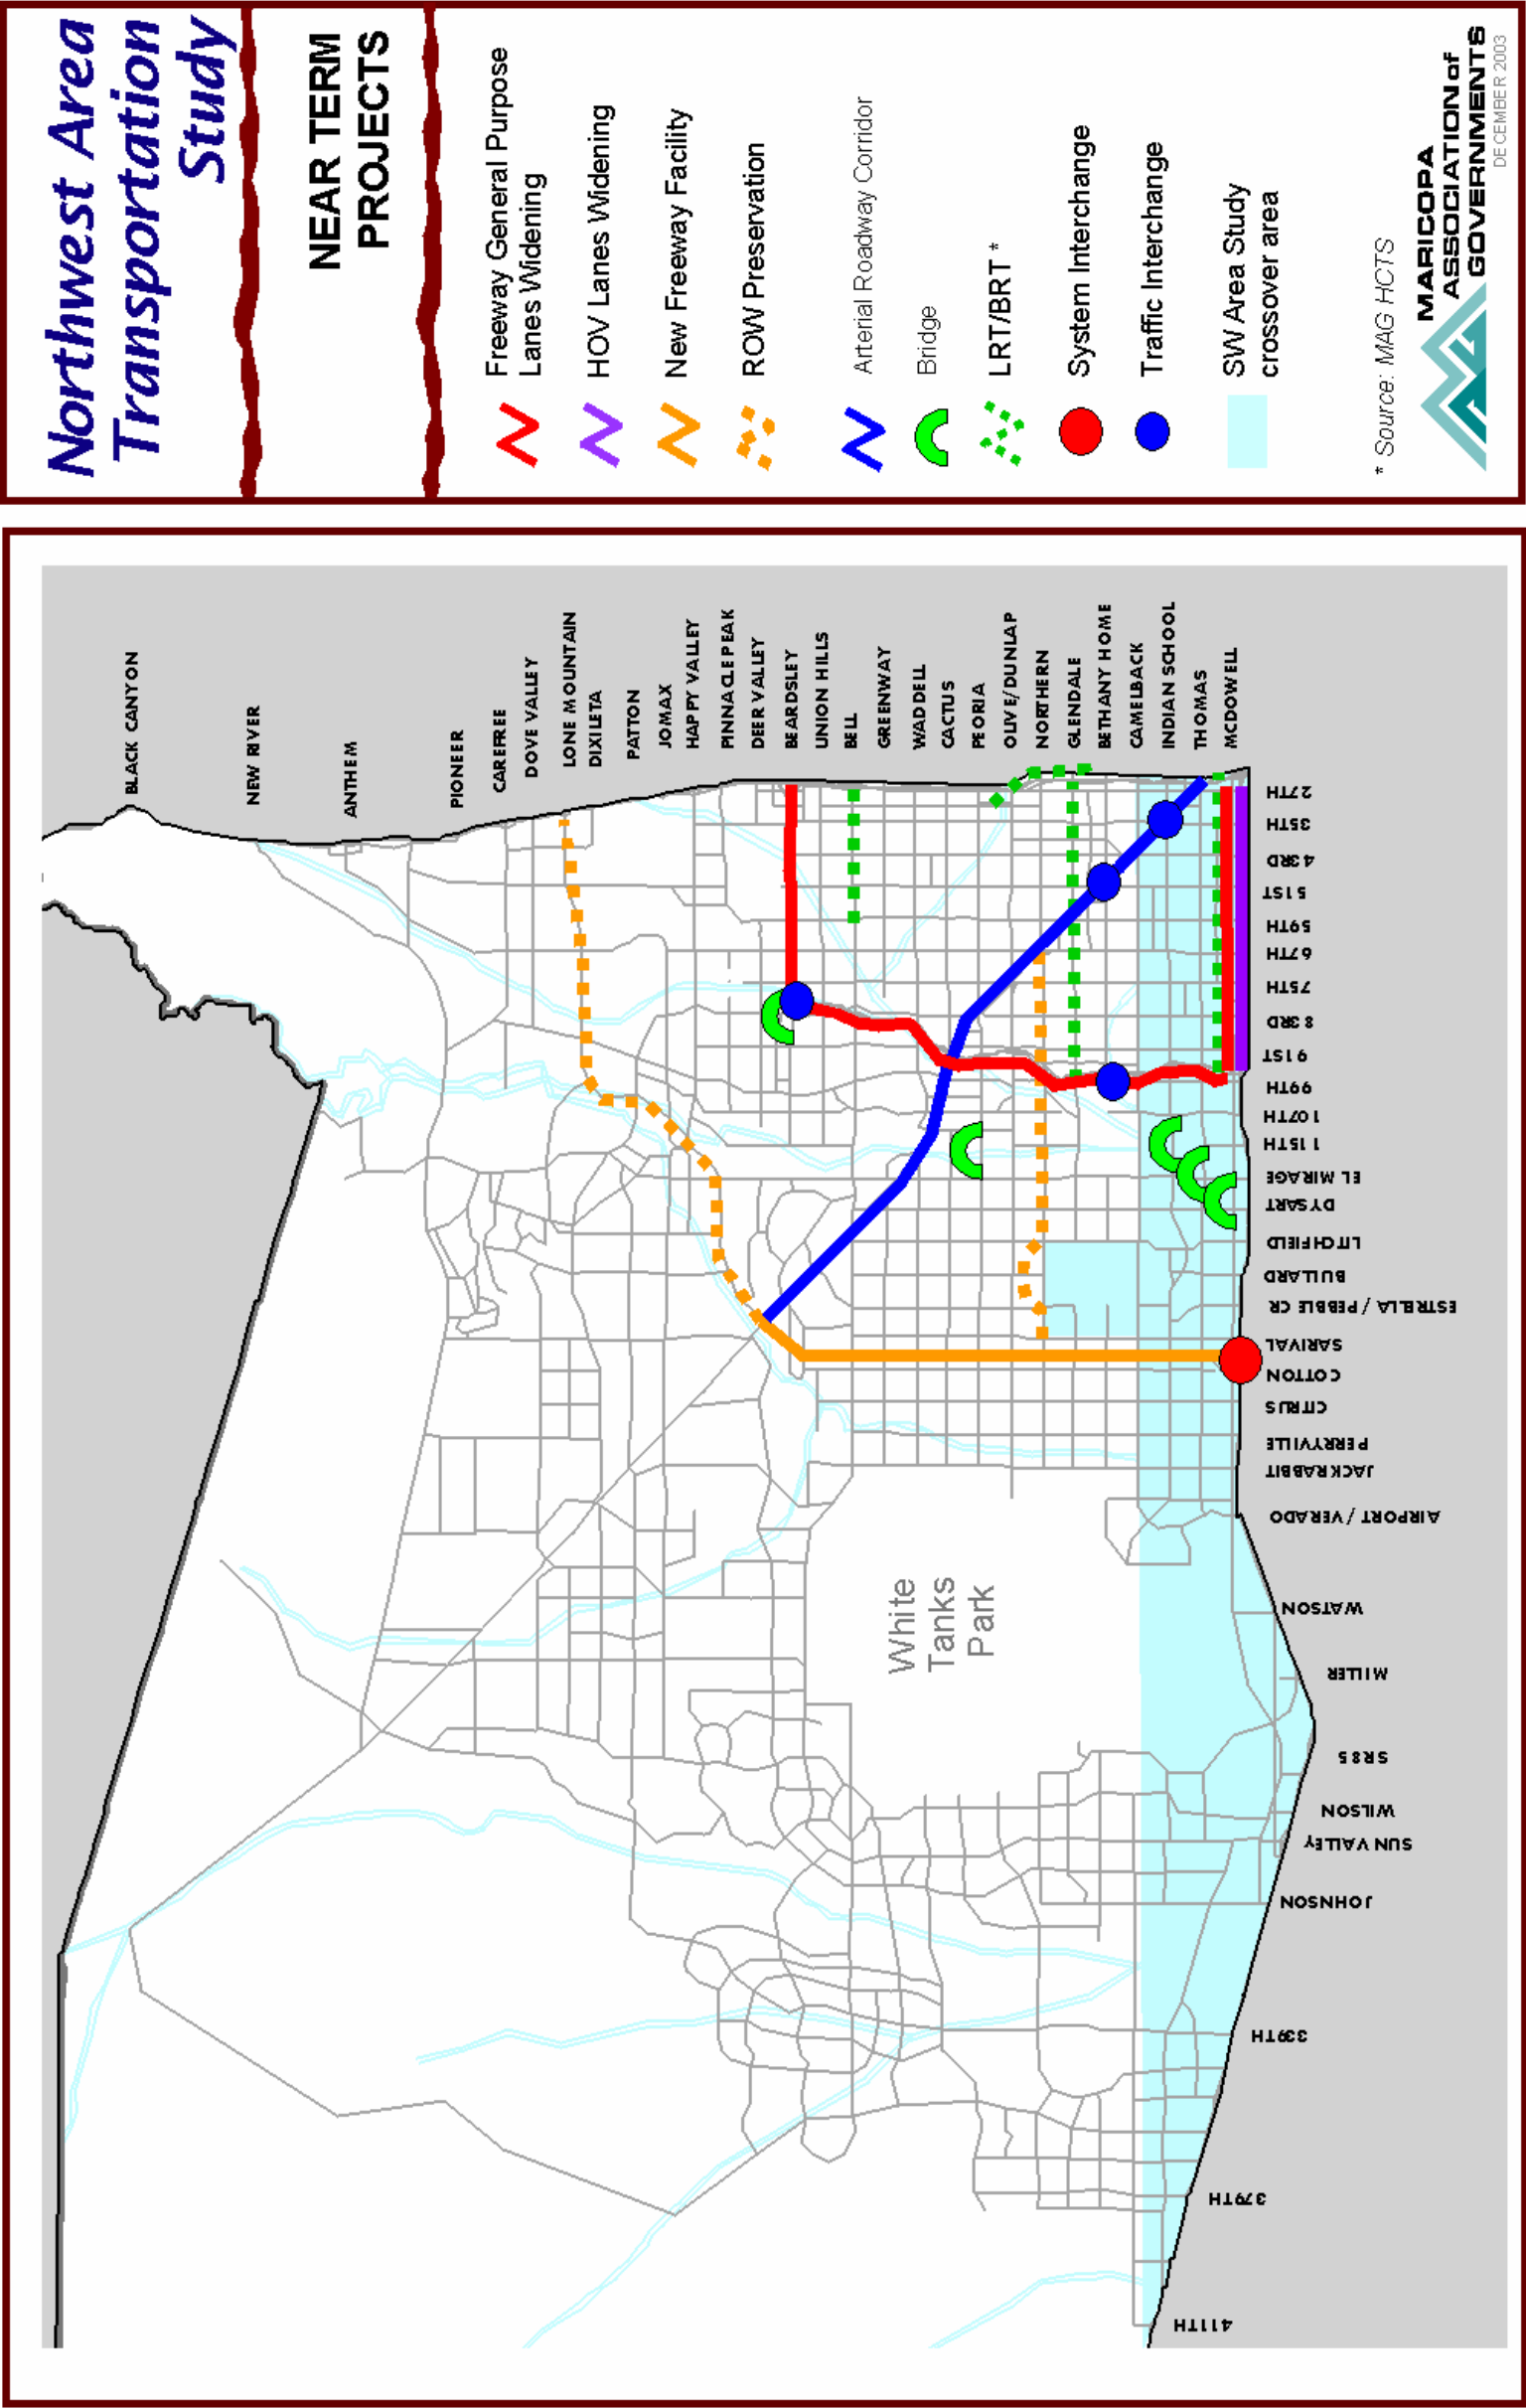 Northwest Area
Transportation
Study
NEAR TERM
PROJECTS
Freeway General Purpose
Lanes Widening
HOV Lanes Widening
New Freeway Facility
ROW Preservation
Arterial Roadway Corridor
Bridge
LRT/BRT *
System Interchange
Traffic Interchange
SW Area Study
crossover area
* Source: MAG HCTS
MARICOPA
ASSOCIATION of
GOVERNMENTS
DECEMBER 2003
BLACK CANYON
NEW RIVER
ANTHEM
PIONEER
CAREFREE
DOVE VALLEY
LONE MOUNTAIN
DIXILETA
PATTON
JOMAX
HAPPY VALLEY
PINNACLE PEAK
DEER VALLEY
BEARDSLEY
UNION HILLS
BELL
GREENWAY
WADDELL
CACTUS
PEORIA
OLIVE/DUNLAP
NORTHERN
GLENDALE
BETHANY HOME
CAMELBACK
INDIAN SCHOOL
THOMAS
MCDOWELL
27TH
35TH
43RD
51ST
59TH
67TH
75TH
83RD
91ST
99TH
107TH
115TH
EL MIRAGE
DYSART
LITCHFIELD
BULLARD
ESTRELLA / PEBBLE CR
SARIVAL
COTTON
CITRUS
PERRYVILLE
JACKRABBIT
AIRPORT / VERADO
WATSON
MILLER
SR85
WILSON
SUN VALLEY
JOHNSON
339TH
379TH
411TH
White
Tanks
Park